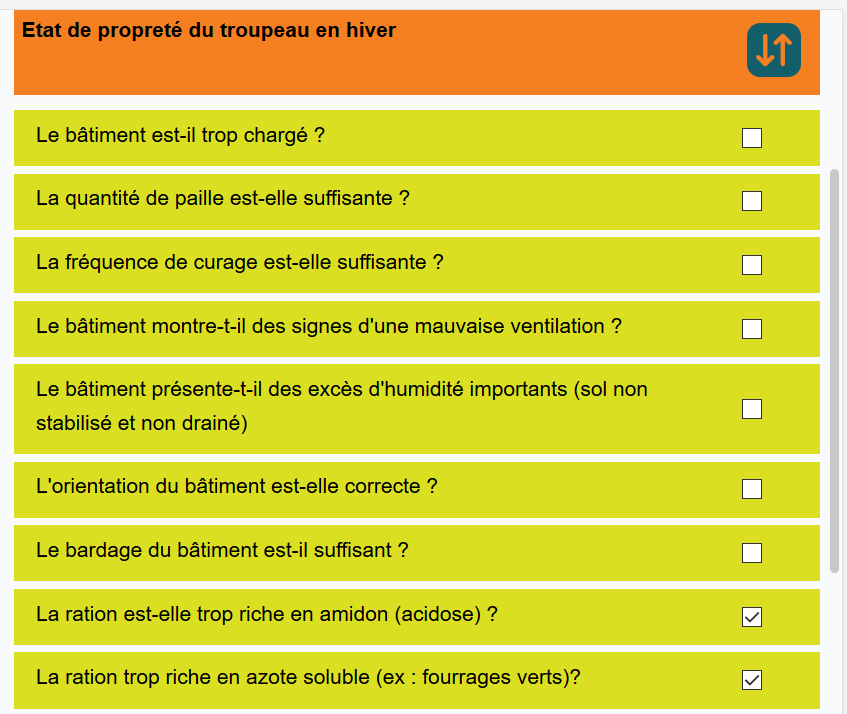 Etat de propreté du troupeau en hiver
Le bâtiment est-il trop chargé ?
La quantité de paille est-elle suffisante ?
La fréquence de curage est-elle suffisante ?
Le bâtiment montre-t-il des signes d'une mauvaise ventilation ?
Le bâtiment présente-t-il des excès d'humidité importants (sol non
stabilisé et non drainé)
L'orientation du bâtiment est-elle correcte ?
Le bardage du bâtiment est-il suffisant ?
La ration est-elle trop riche en amidon (acidose) ?
La ration trop riche en azote soluble (ex : fourrages verts)?